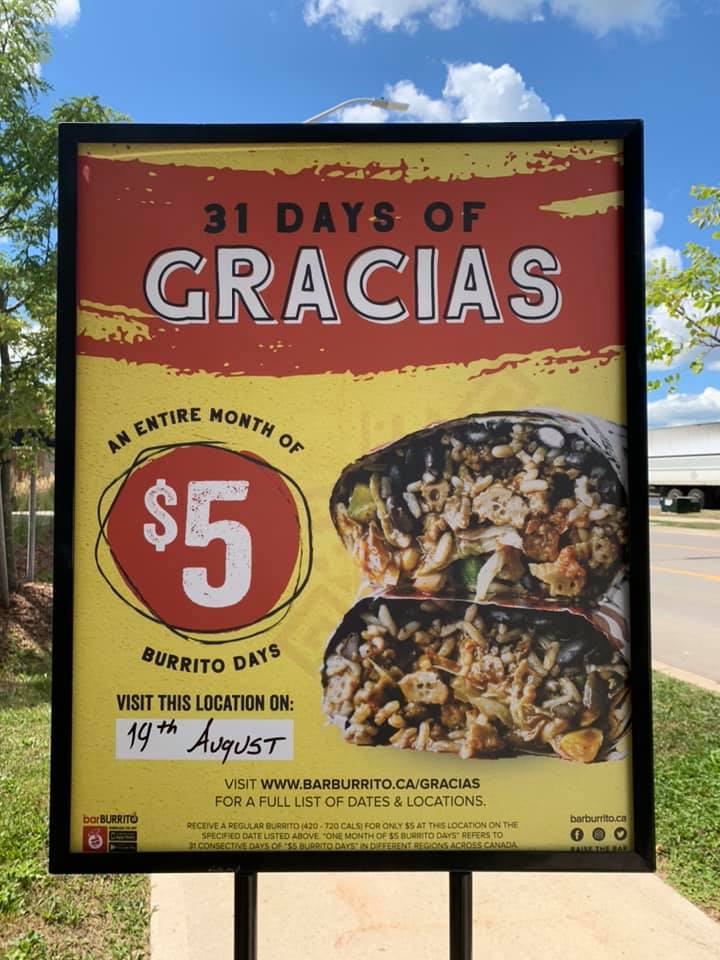 31 DAYS OF
GRACIAS
AN ENTIRE MONTH OF
$5
BURRITO DAYS
VISIT THIS LOCATION ON:
19th AUGUST
VISIT WWW.BARBURRITO.CA/GRACIAS
FOR A FULL LIST OF DATES & LOCATIONS.
barBURRITO
RECEIVE A REGULAR BURRITO (420 - 720 CALS) FOR ONLY $5 AT THIS LOCATION ON THE
SPECIFIED DATE LISTED ABOVE. "ONE MONTH OF $5 BURRITO DAYS" REFERS TO
31 CONSECTIVE DAYS OF "$5 BURRITO DAYS" IN DIFFERENT REGIONS ACROSS CANADA.
barburrito.ca
RAISE THE BAR